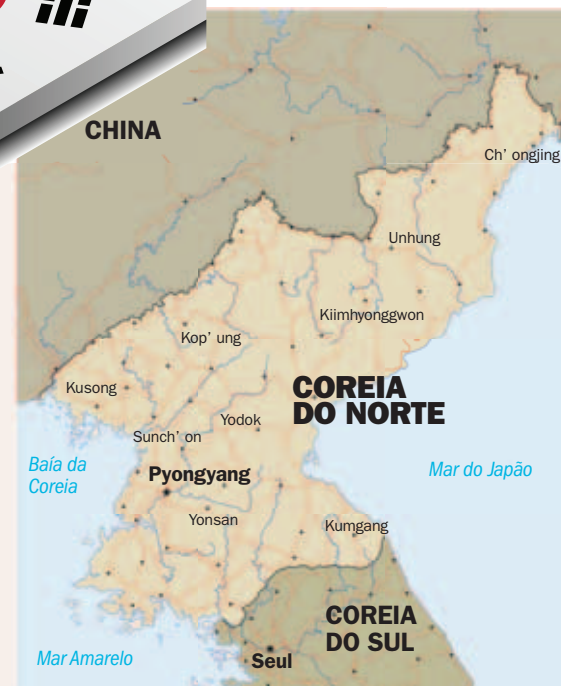 CHINA
Ch' ongjing
Unhung
Kiimhyonggwon
Kop' ung
Kusong
COREIA
DO NORTE
Yodok
Sunch' on
Baía da
Coreia
Pyongyang
Mar do Japão
Yonsan
Kumgang
COREIA
DO SUL
Mar Amarelo
Seul